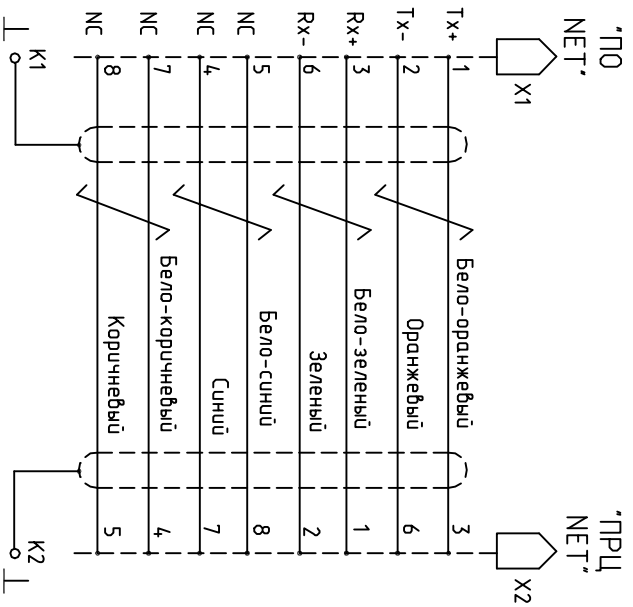 "ПО
NET"
"ПРЦ
NET"
X1
X2
Tx+ 1 Бело-оранжевый 3
Tx- 2 Оранжевый 6
Rx+ 3 Бело-зеленый 1
Rx- 6 Зеленый 2
NC 5 Бело-синий 8
NC 4 Синий 7
NC 7 Бело-коричневый 4
NC 8 Коричневый 5
K1
K2